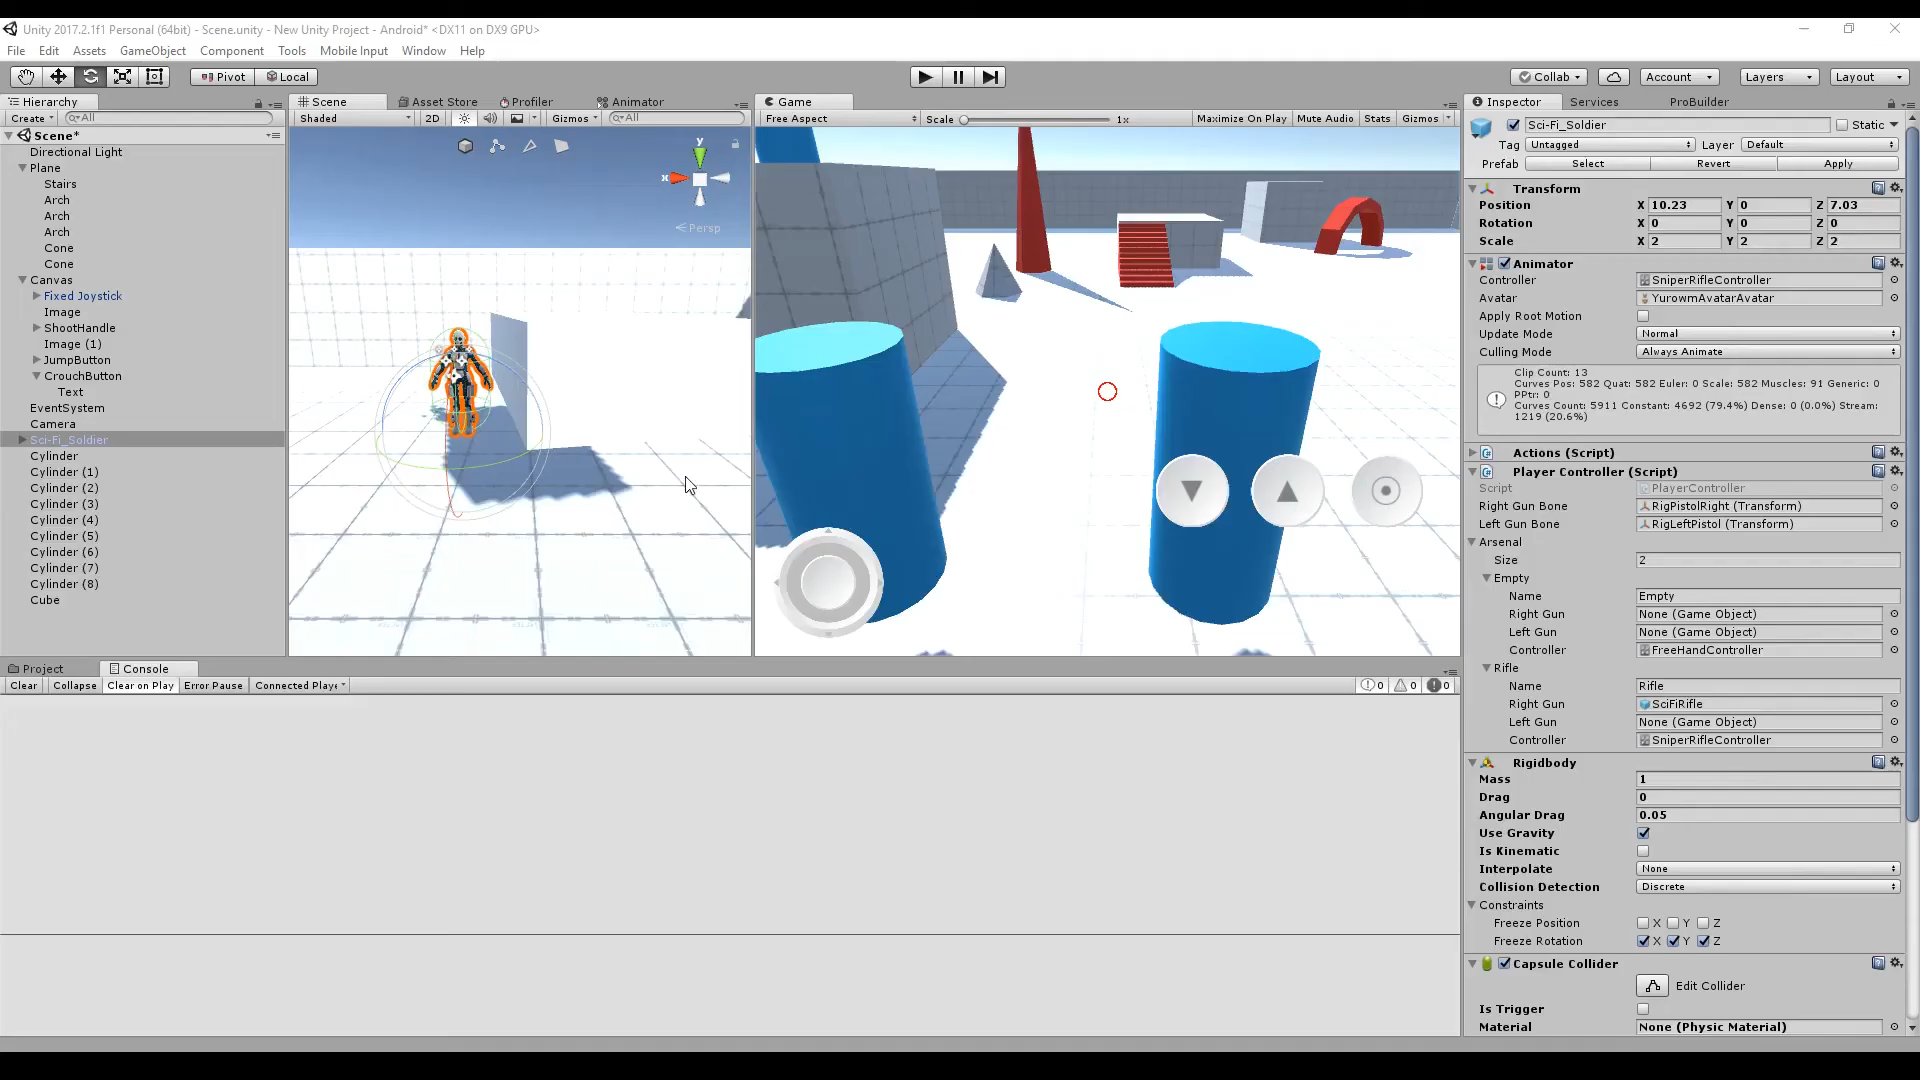 Unity 2017.2.1f1 Personal (64bit) - Scene.unity - New Unity Project - Android* <DX11 on DX9 GPU>
File Edit Assets GameObject Component Tools Mobile Input Window Help
Pivot Local Collab Account Layers Layout
Hierarchy
Create All
Scene*
Directional Light
Plane
Stairs
Arch
Arch
Arch
Cone
Cone
Canvas
Fixed Joystick
Image
ShootHandle
Image (1)
JumpButton
CrouchButton
Text
EventSystem
Camera
Sci-Fi_Soldier
Cylinder
Cylinder (1)
Cylinder (2)
Cylinder (3)
Cylinder (4)
Cylinder (5)
Cylinder (6)
Cylinder (7)
Cylinder (8)
Cube
Scene Asset Store Profiler Animator
Shaded 2D Gizmos All
y
x
Persp
Game
Free Aspect Scale 1x Maximize On Play Mute Audio Stats Gizmos
Project Console
Clear Collapse Clear on Play Error Pause Connected Playe 0 0 0
Inspector Services ProBuilder
Sci-Fi_Soldier Static
Tag Untagged Layer Default
Prefab Select Revert Apply
Transform
Position X 10.23 Y 0 Z 7.03
Rotation X 0 Y 0 Z 0
Scale X 2 Y 2 Z 2
Animator
Controller SniperRifleController
Avatar YurowmAvatarAvatar
Apply Root Motion
Update Mode Normal
Culling Mode Always Animate
Clip Count: 13
Curves Pos: 582 Quat: 582 Euler: 0 Scale: 582 Muscles: 91 Generic: 0
PPtr: 0
Curves Count: 5911 Constant: 4692 (79.4%) Dense: 0 (0.0%) Stream:
1219 (20.6%)
Actions (Script)
Player Controller (Script)
Script PlayerController
Right Gun Bone RigPistolRight (Transform)
Left Gun Bone RigLeftPistol (Transform)
Arsenal
Size 2
Empty
Name Empty
Right Gun None (Game Object)
Left Gun None (Game Object)
Controller FreeHandController
Rifle
Name Rifle
Right Gun SciFiRifle
Left Gun None (Game Object)
Controller SniperRifleController
Rigidbody
Mass 1
Drag 0
Angular Drag 0.05
Use Gravity
Is Kinematic
Interpolate None
Collision Detection Discrete
Constraints
Freeze Position X Y Z
Freeze Rotation X Y Z
Capsule Collider
Edit Collider
Is Trigger
Material None (Physic Material)